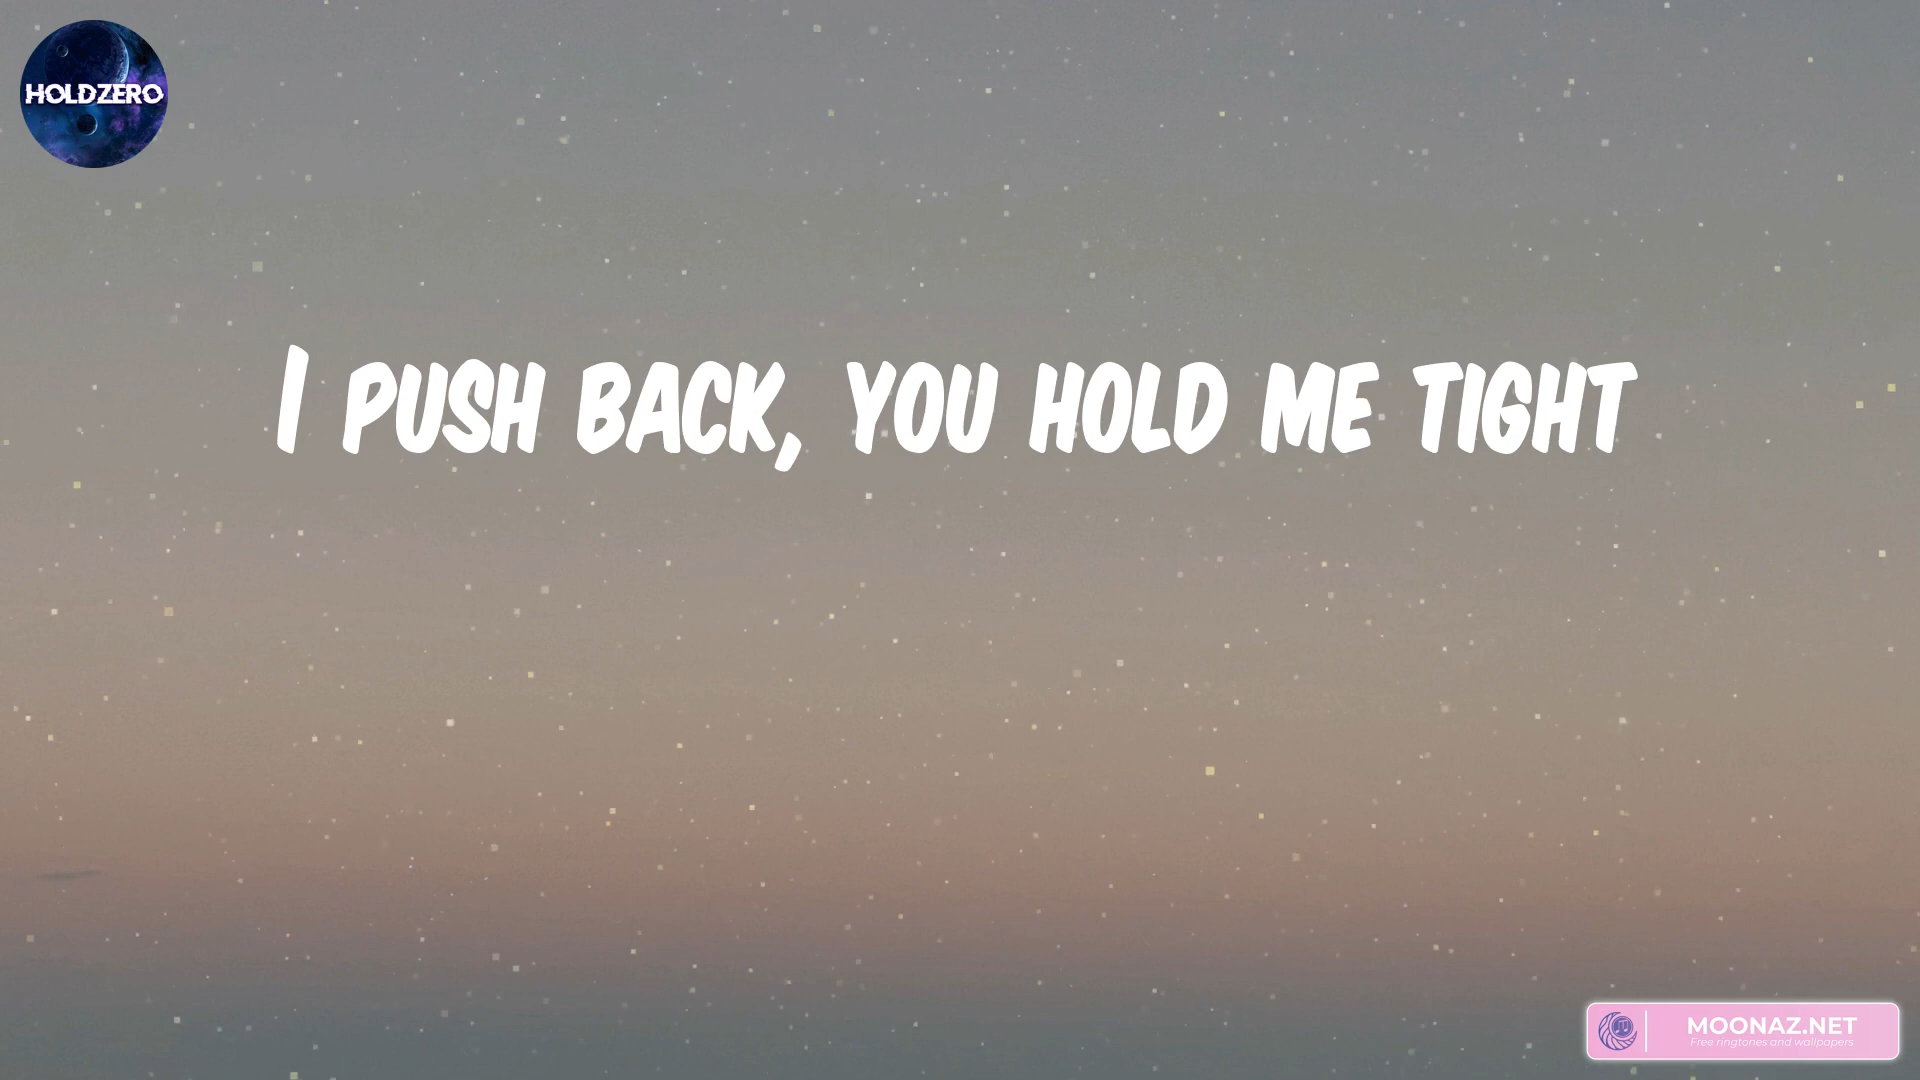 HOLDZERO
I PUSH BACK, YOU HOLD ME TIGHT
MOONAZ.NET
Free ringtones and wallpapers